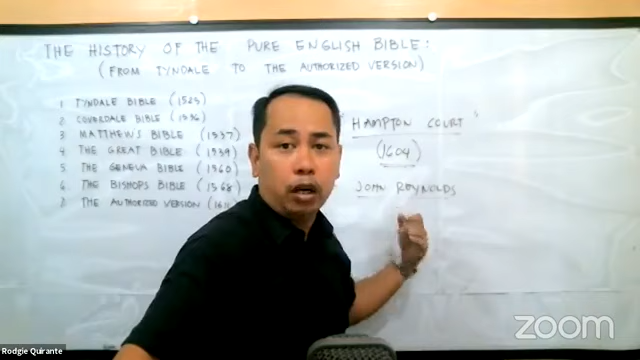 THE HISTORY OF THE PURE ENGLISH BIBLE:
(FROM TYNDALE TO THE AUTHORIZED VERSION)
1 TYNDALE BIBLE (1525)
2 COVERDALE BIBLE (1536)
3 MATTHEW'S BIBLE (1537)
4 THE GREAT BIBLE (1539)
5 THE GENEVA BIBLE (1560)
6 THE BISHOPS BIBLE (1568)
7 THE AUTHORIZED VERSION (1611
HAMPTON COURT
(1604)
JOHN REYNOLDS
zoom
Rodgie Quirante